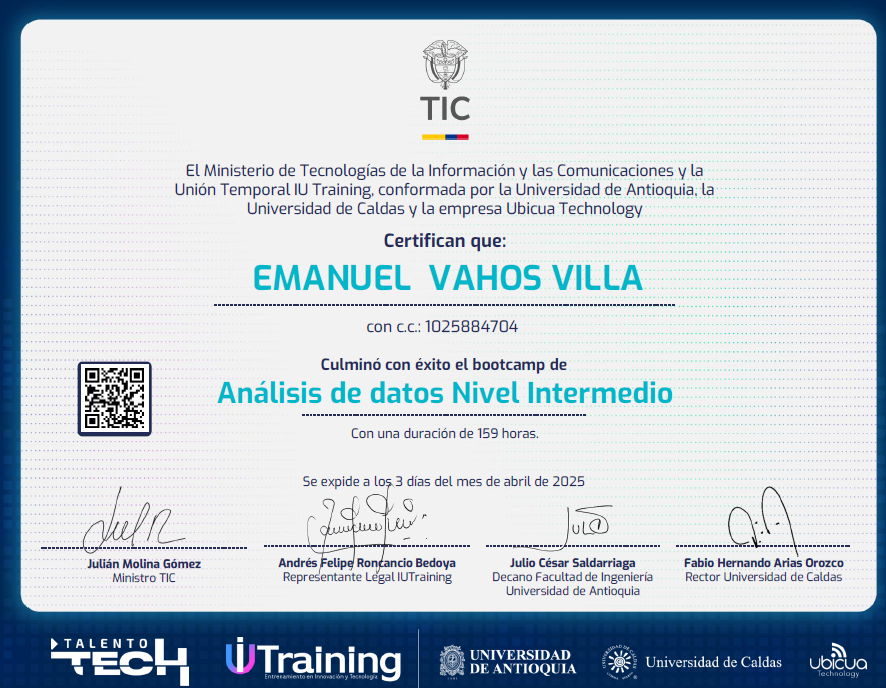 TIC
El Ministerio de Tecnologías de la Información y las Comunicaciones y la
Unión Temporal IU Training, conformada por la Universidad de Antioquia, la
Universidad de Caldas y la empresa Ubicua Technology
Certifican que:
EMANUEL VAHOS VILLA
con c.c.: 1025884704
Culminó con éxito el bootcamp de
Análisis de datos Nivel Intermedio
Con una duración de 159 horas.
Se expide a los 3 días del mes de abril de 2025
Julián Molina Gómez
Ministro TIC
Andrés Felipe Roncancio Bedoya
Representante Legal IUTraining
Julio César Saldarriaga
Decano Facultad de Ingeniería
Universidad de Antioquia
Fabio Hernando Arias Orozco
Rector Universidad de Caldas
TALENTO
TECH
iUTraining
Entrenamiento en Innovación y Tecnología
UNIVERSIDAD
DE ANTIOQUIA
Universidad de Caldas
ubicua
technology